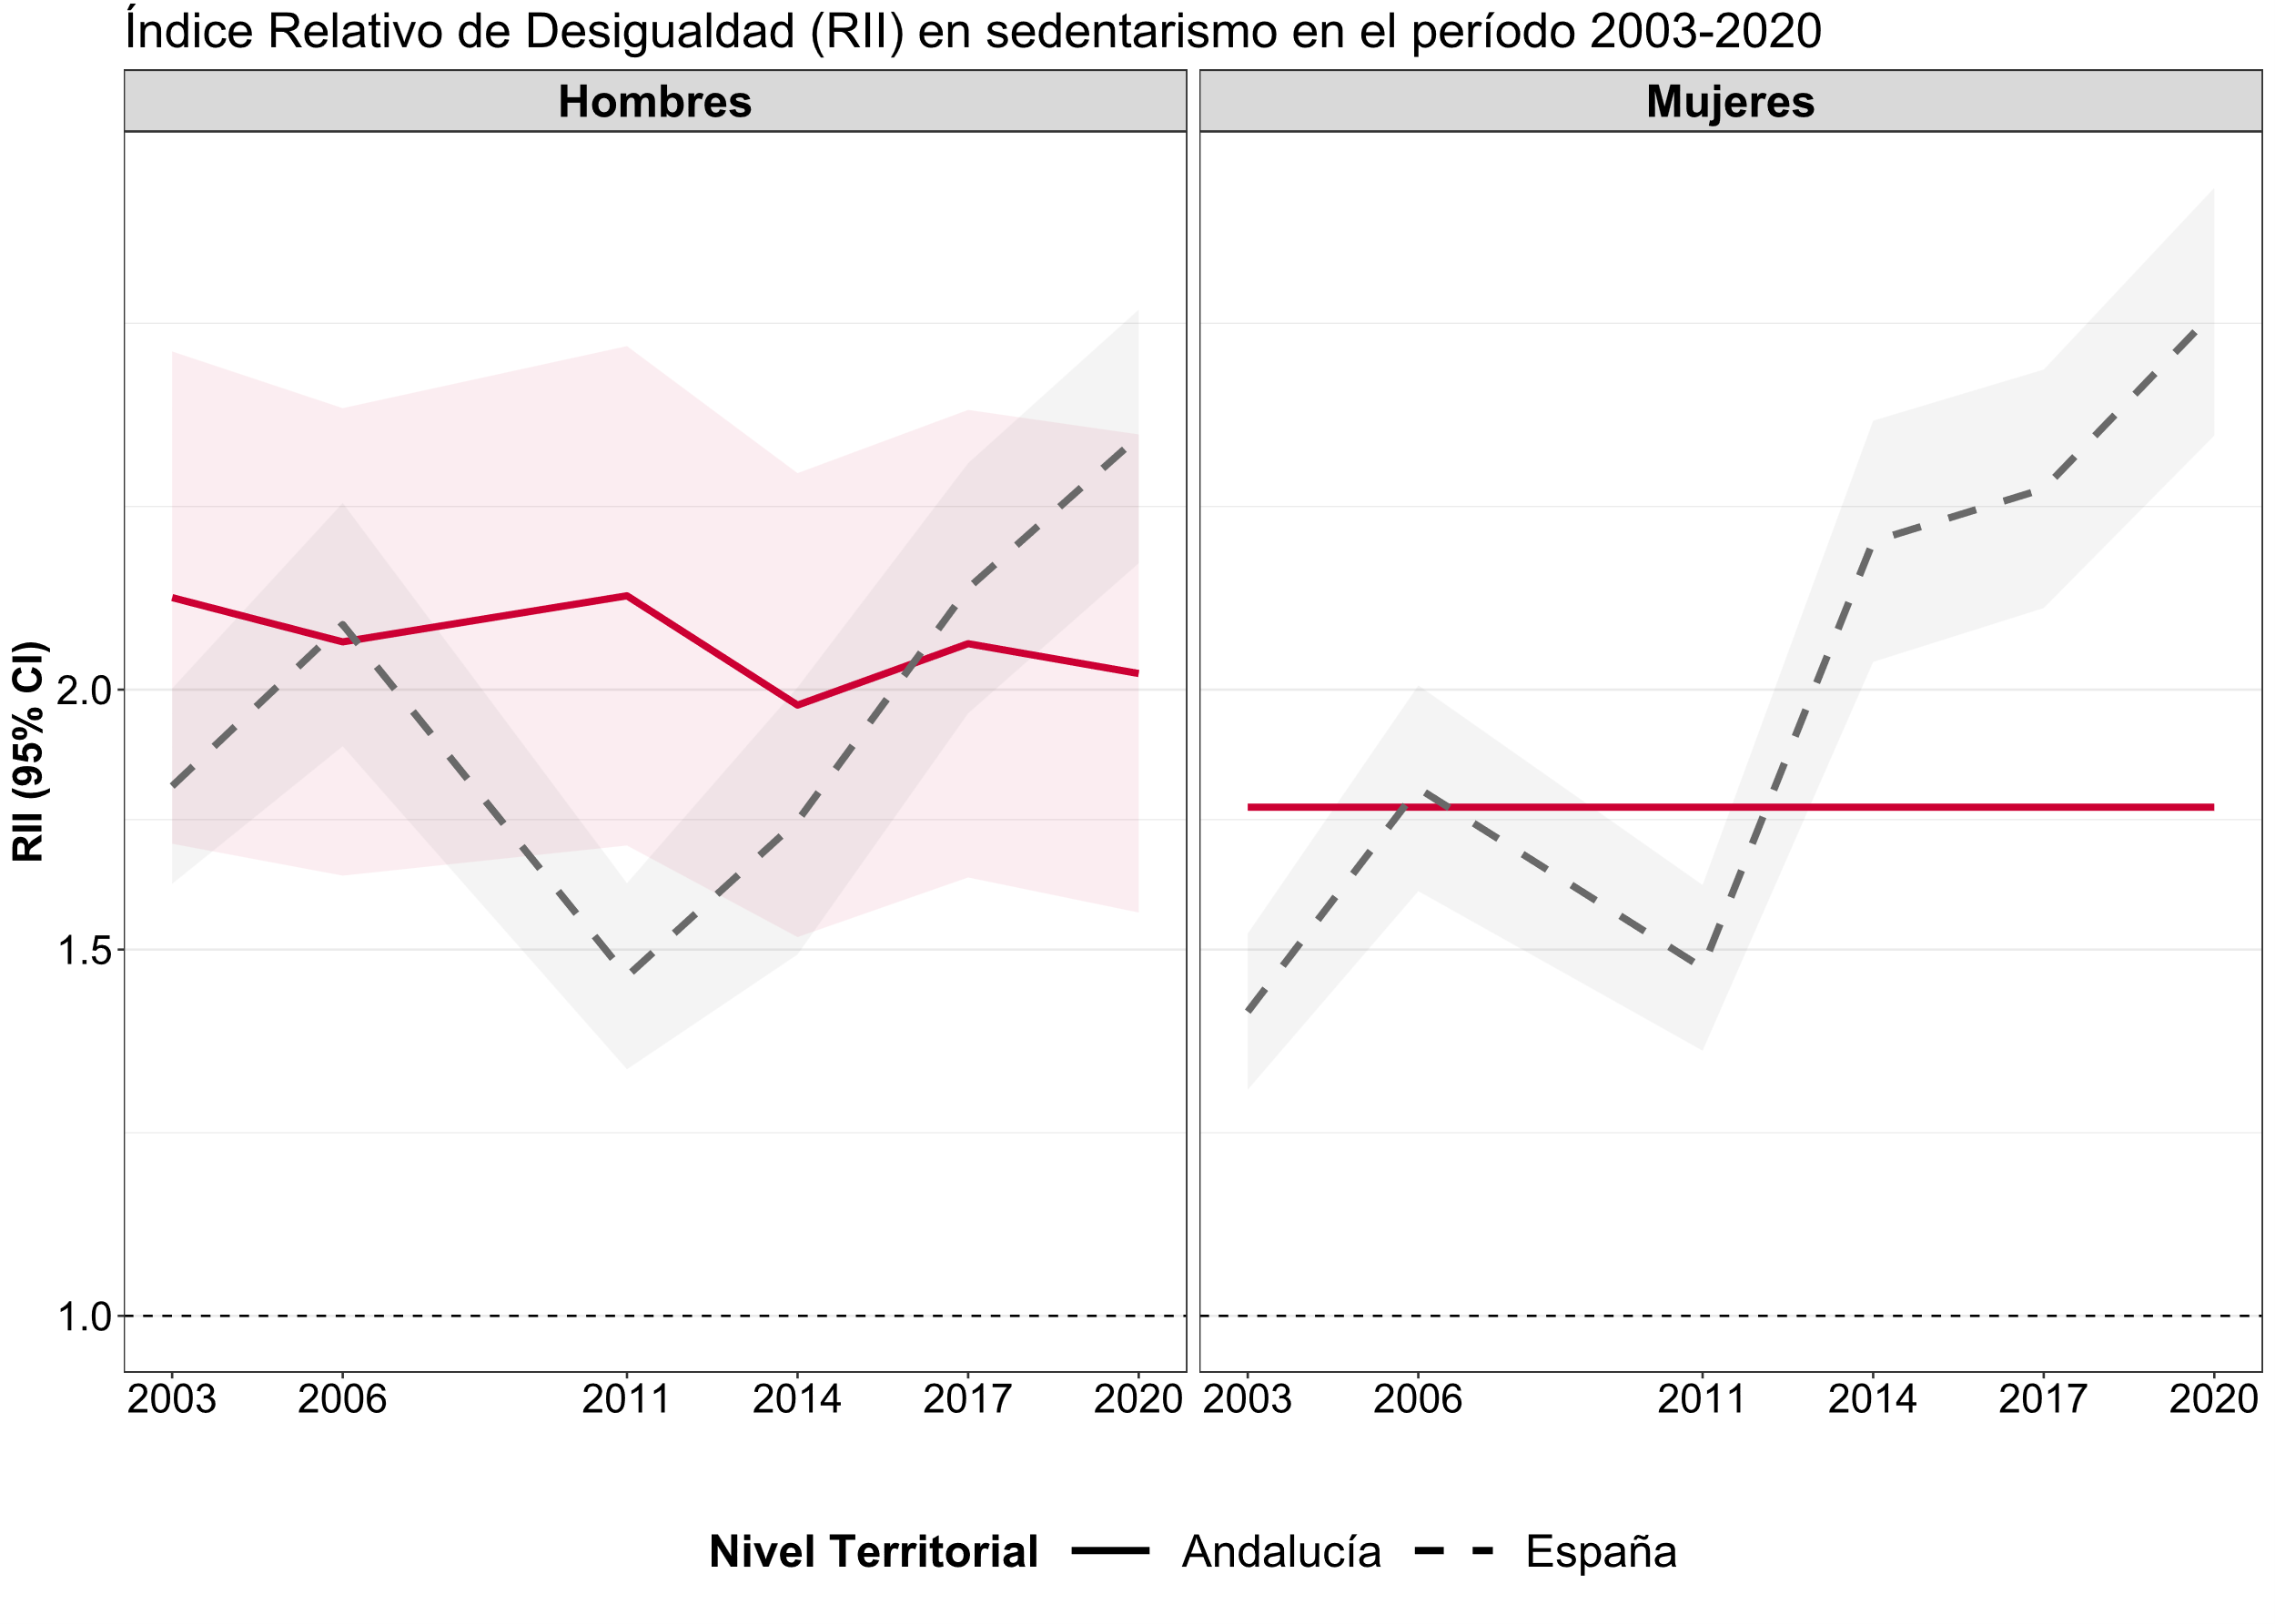 Índice Relativo de Desigualdad (RII) en sedentarismo en el período 2003-2020
Hombres
Mujeres
RII (95% CI)
2.0
1.5
1.0
2003 2006 2011 2014 2017 2020
2003 2006 2011 2014 2017 2020
Nivel Territorial Andalucía España